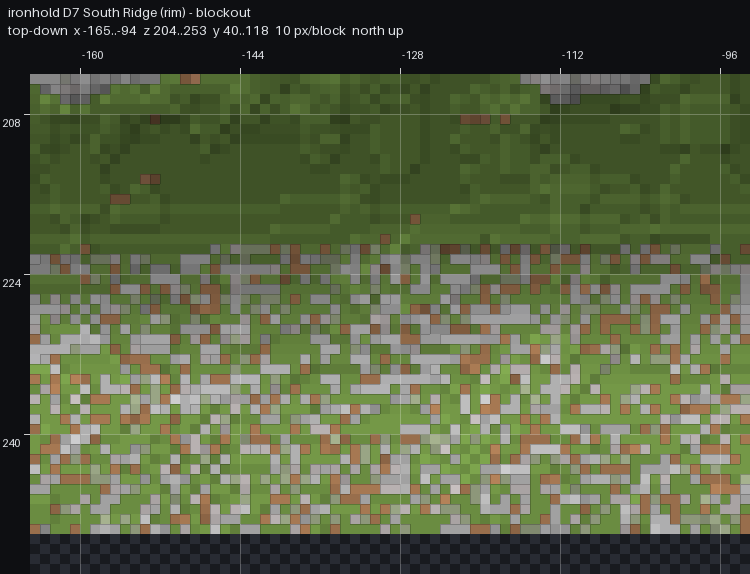 ironhold D7 South Ridge (rim) - blockout
top-down x -165..-94 z 204..253 y 40..118 10 px/block north up
-160 -144 -128 -112 -96
208
224
240